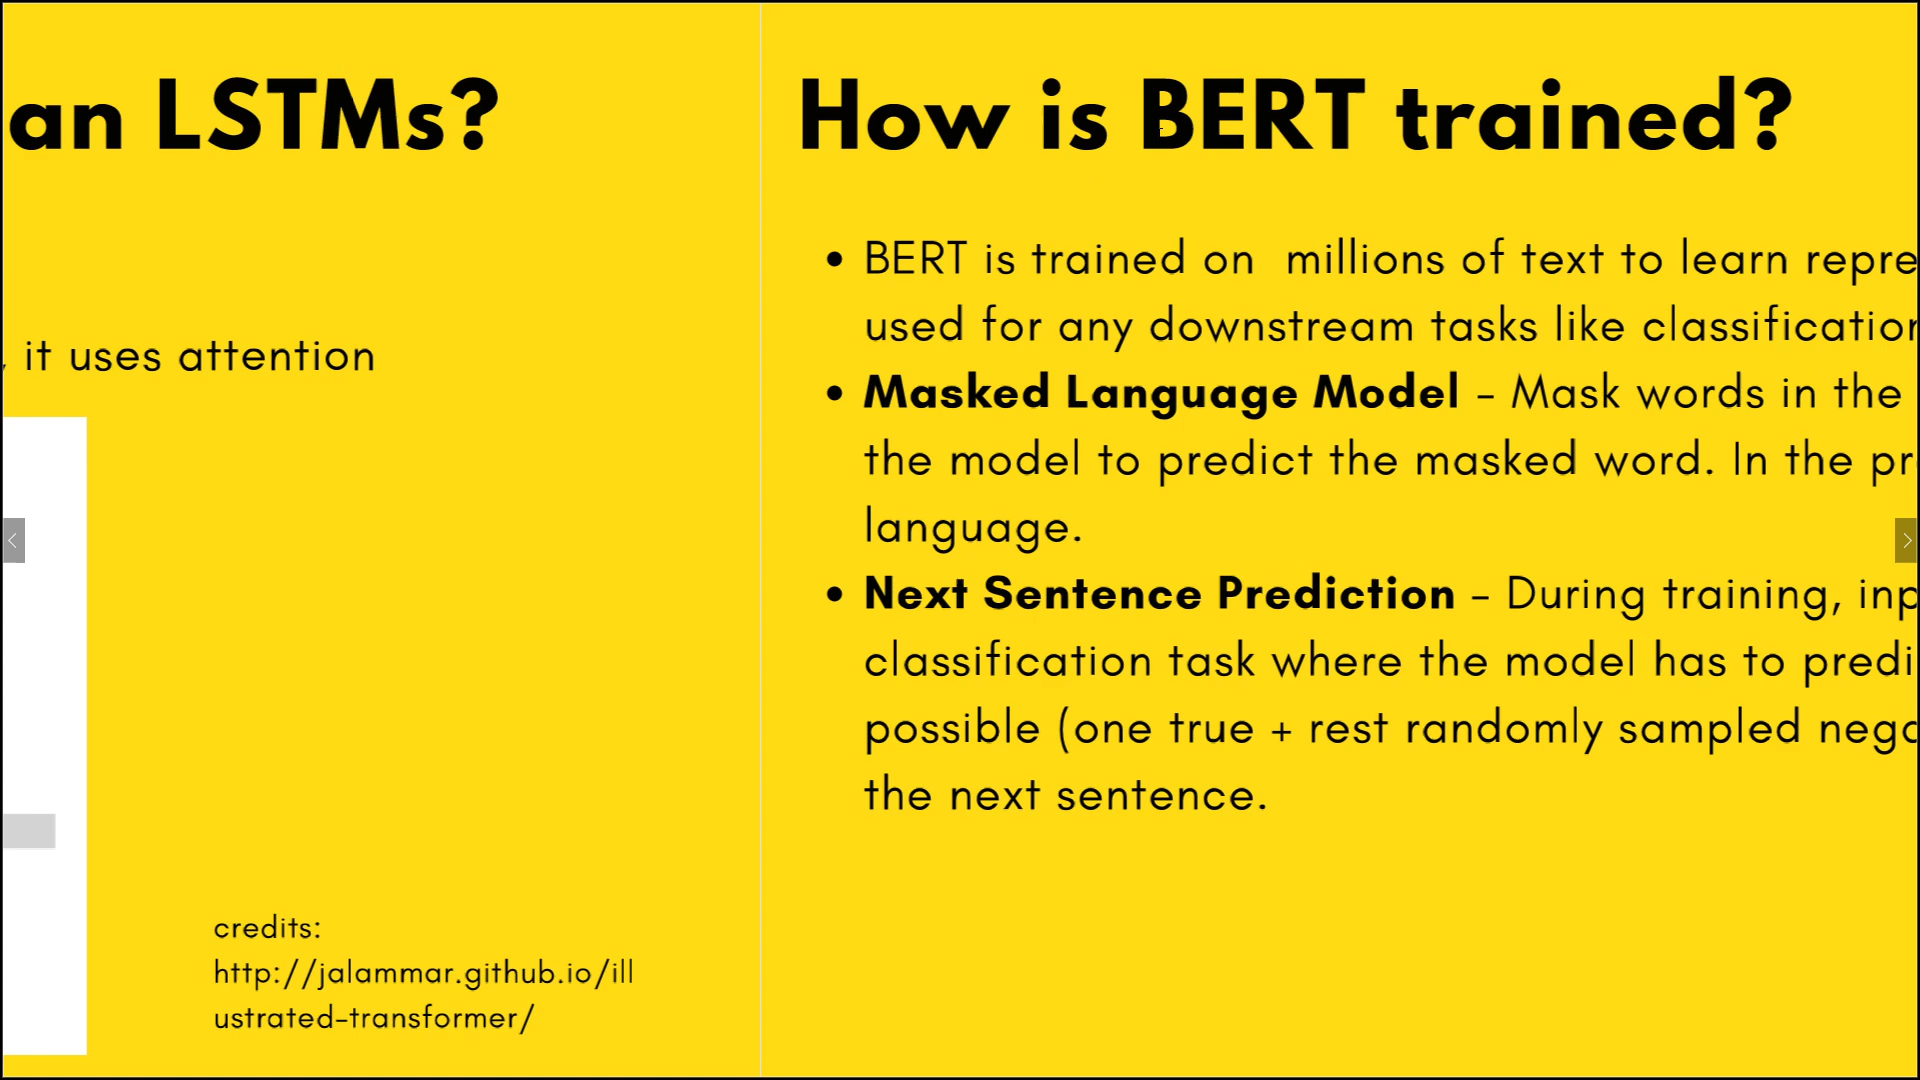 an LSTMs?
, it uses attention
credits:
http://jalammar.github.io/ill
ustrated-transformer/
How is BERT trained?
• BERT is trained on  millions of text to learn repre
used for any downstream tasks like classification
• Masked Language Model – Mask words in the
the model to predict the masked word. In the pr
language.
• Next Sentence Prediction – During training, inp
classification task where the model has to predi
possible (one true + rest randomly sampled nega
the next sentence.